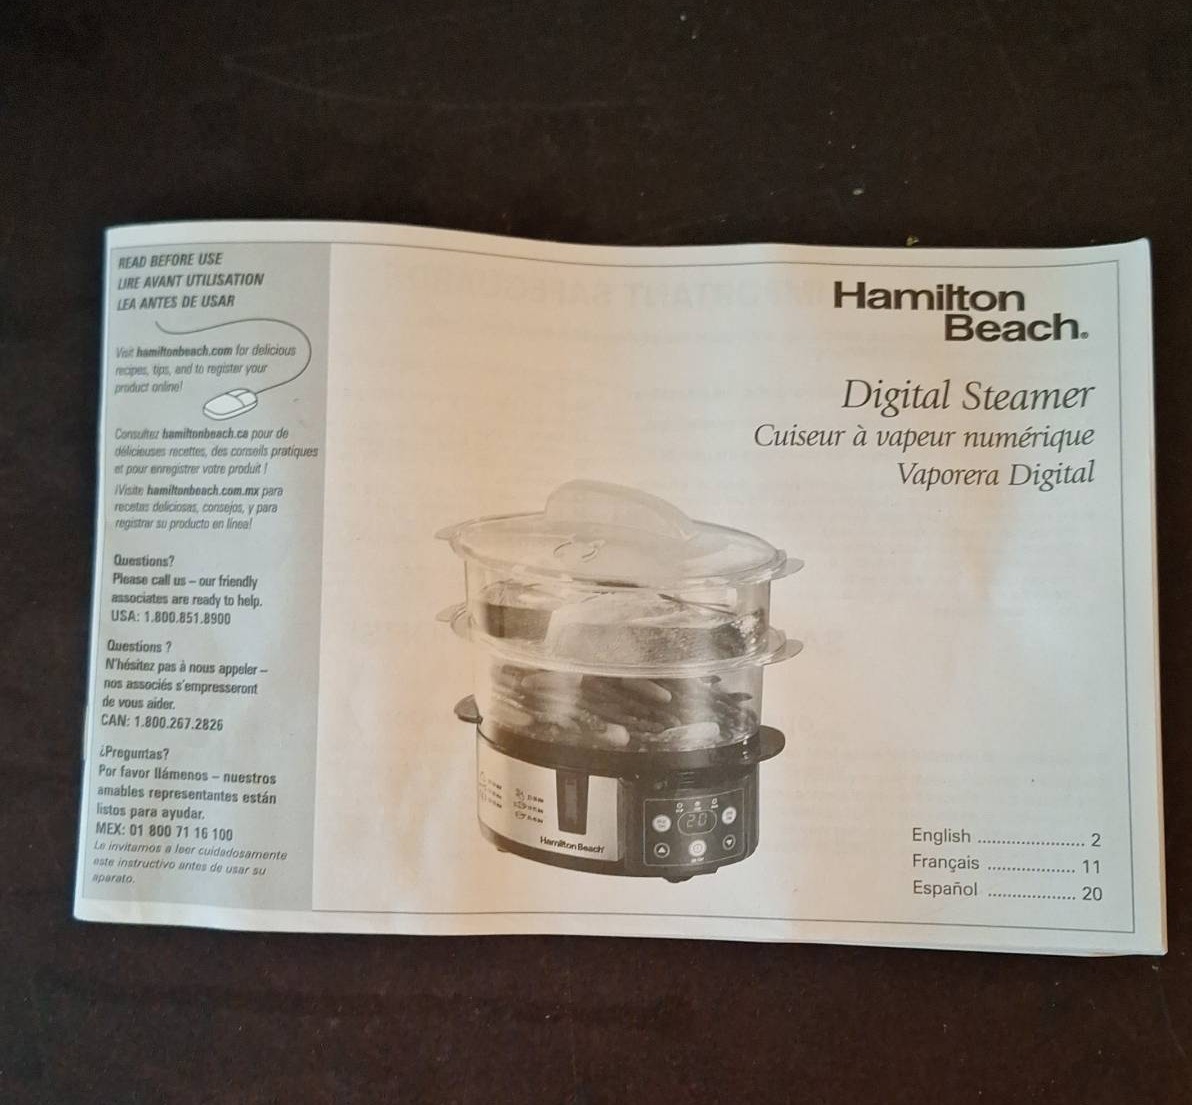 READ BEFORE USE
LIRE AVANT UTILISATION
LEA ANTES DE USAR
Visit hamiltonbeach.com for delicious
recipes, tips, and to register your
product online!
Consultez hamiltonbeach.ca pour de
délicieuses recettes, des conseils pratiques
et pour enregistrer votre produit !
¡Visite hamiltonbeach.com.mx para
recetas deliciosas, consejos, y para
registrar su producto en línea!
Questions?
Please call us – our friendly
associates are ready to help.
USA: 1.800.851.8900
Questions ?
N'hésitez pas à nous appeler –
nos associés s'empresseront
de vous aider.
CAN: 1.800.267.2826
¿Preguntas?
Por favor llámenos – nuestros
amables representantes están
listos para ayudar.
MEX: 01 800 71 16 100
Le invitamos a leer cuidadosamente
este instructivo antes de usar su
aparato.
Hamilton
Beach®
Digital Steamer
Cuiseur à vapeur numérique
Vaporera Digital
20
Hamilton Beach
English ...................... 2
Français .................. 11
Español .................. 20